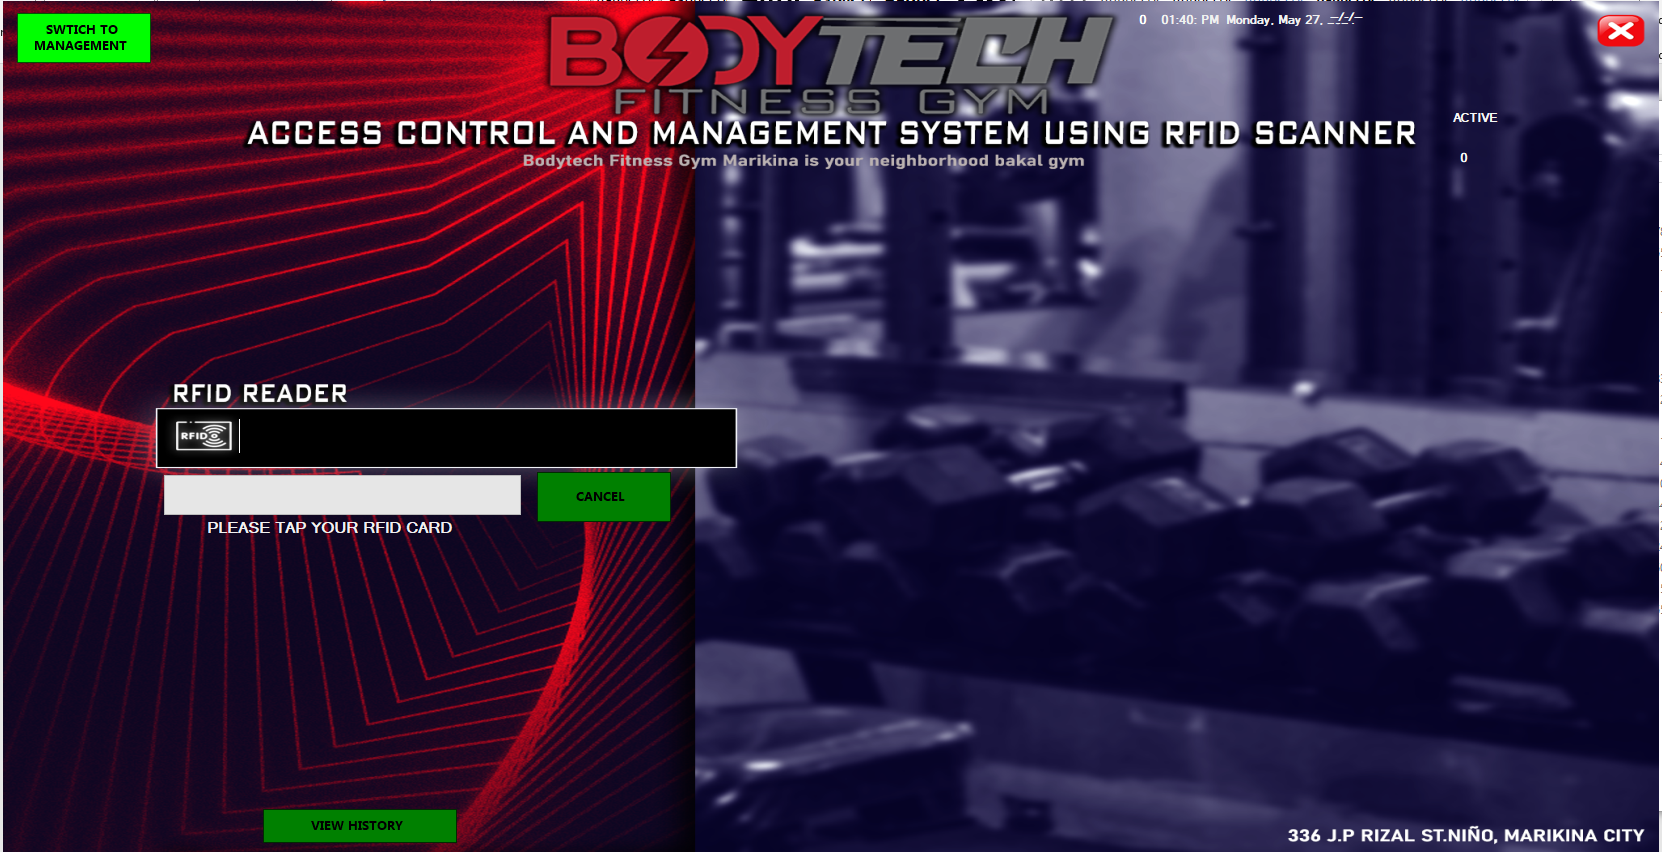 SWTICH TO
MANAGEMENT
BODYTECH
FITNESS GYM
0 01:40: PM Monday, May 27,
ACCESS CONTROL AND MANAGEMENT SYSTEM USING RFID SCANNER
Bodytech Fitness Gym Marikina is your neighborhood bakal gym
ACTIVE
0
RFID READER
RFID
CANCEL
PLEASE TAP YOUR RFID CARD
VIEW HISTORY
336 J.P RIZAL ST.NIÑO, MARIKINA CITY